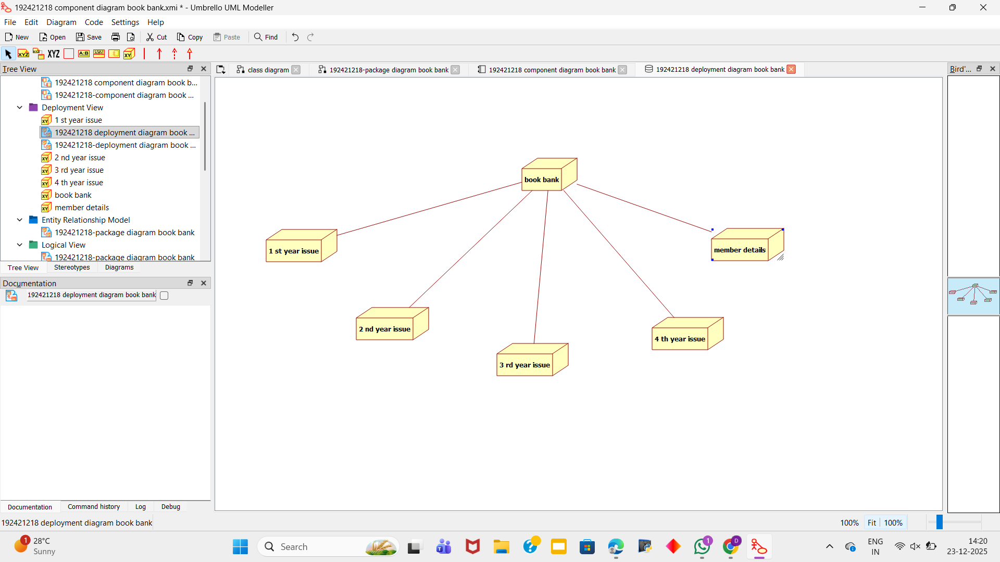 192421218 component diagram book bank.xmi * - Umbrello UML Modeller
File Edit Diagram Code Settings Help
New Open Save Cut Copy Paste Find
XYZ XYZ XYZ A:B ABC XY
Tree View
class diagram 192421218-package diagram book bank 192421218 component diagram book bank 192421218 deployment diagram book bank
Bird'...
192421218 component diagram book b...
192421218-component diagram book ...
Deployment View
1 st year issue
192421218 deployment diagram book ...
192421218-deployment diagram book ...
2 nd year issue
3 rd year issue
4 th year issue
book bank
member details
Entity Relationship Model
192421218-package diagram book bank
Logical View
192421218-package diagram book bank
Tree View Stereotypes Diagrams
Documentation
192421218 deployment diagram book bank
book bank
1 st year issue
member details
2 nd year issue
4 th year issue
3 rd year issue
Documentation Command history Log Debug
192421218 deployment diagram book bank
100% Fit 100%
1
28°C
Sunny
Search
1
D
ENG
IN
14:20
23-12-2025